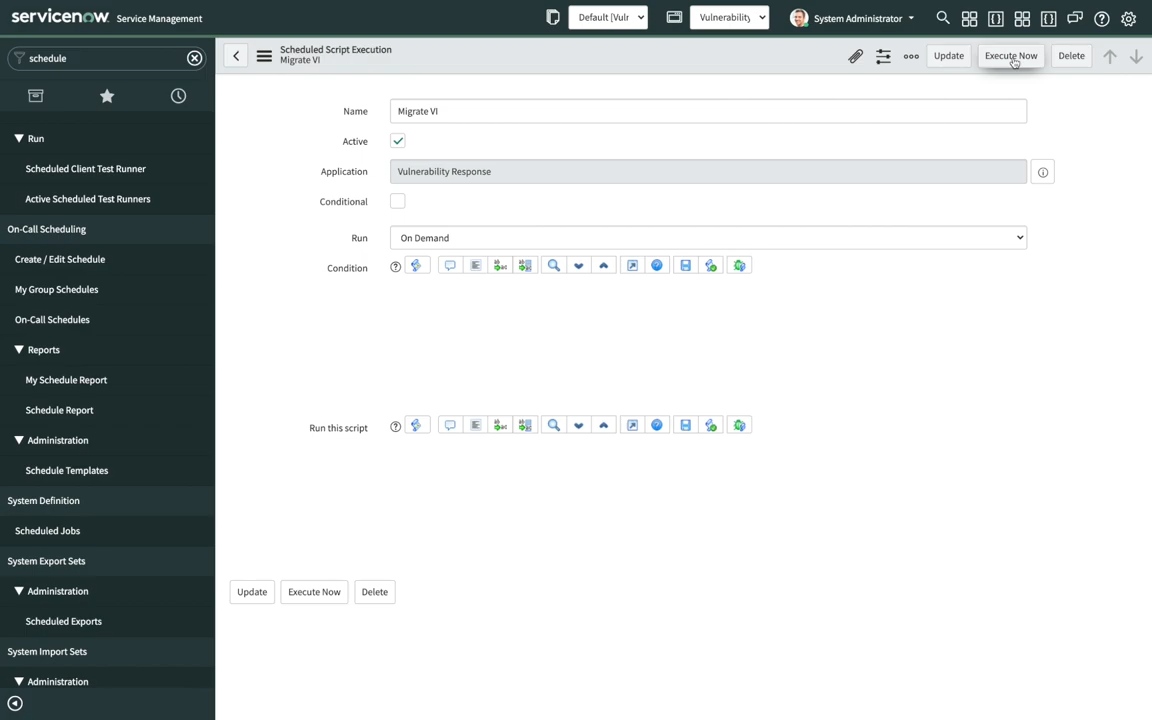 servicenow Service Management
Default [Vulr
Vulnerability
System Administrator
schedule
Scheduled Script Execution
Migrate VI
Update
Execute Now
Delete
Run
Scheduled Client Test Runner
Active Scheduled Test Runners
On-Call Scheduling
Create / Edit Schedule
My Group Schedules
On-Call Schedules
Reports
My Schedule Report
Schedule Report
Administration
Schedule Templates
System Definition
Scheduled Jobs
System Export Sets
Administration
Scheduled Exports
System Import Sets
Administration
Name Migrate VI
Active
Application Vulnerability Response
Conditional
Run On Demand
Condition
Run this script
Update
Execute Now
Delete